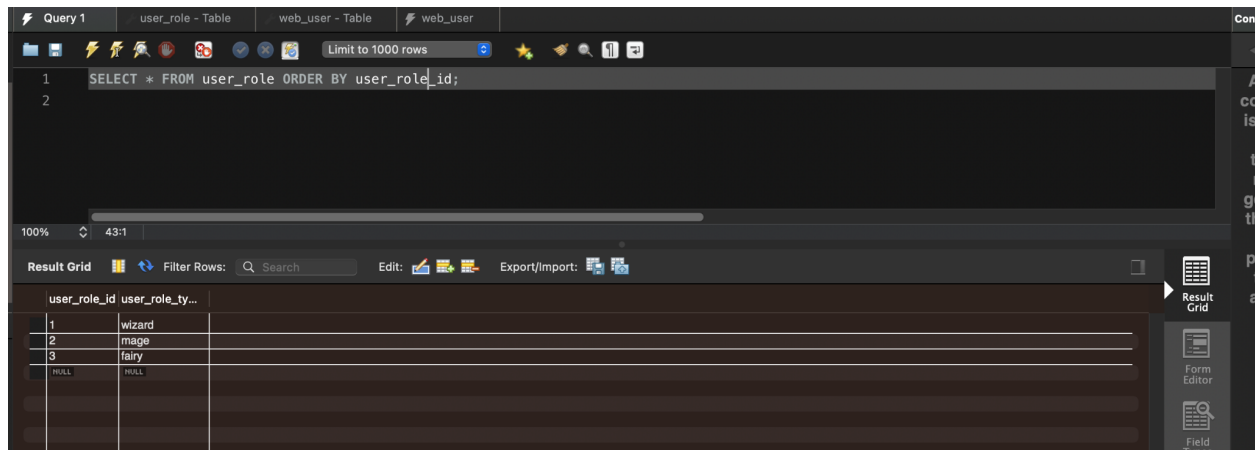 Query 1 user_role - Table web_user - Table web_user
Limit to 1000 rows
1 SELECT * FROM user_role ORDER BY user_role_id;
2
100% 43:1
Result Grid Filter Rows: Search Edit: Export/Import:
user_role_id user_role_ty...
1 wizard
2 mage
3 fairy
NULL NULL
Result
Grid
Form
Editor
Field